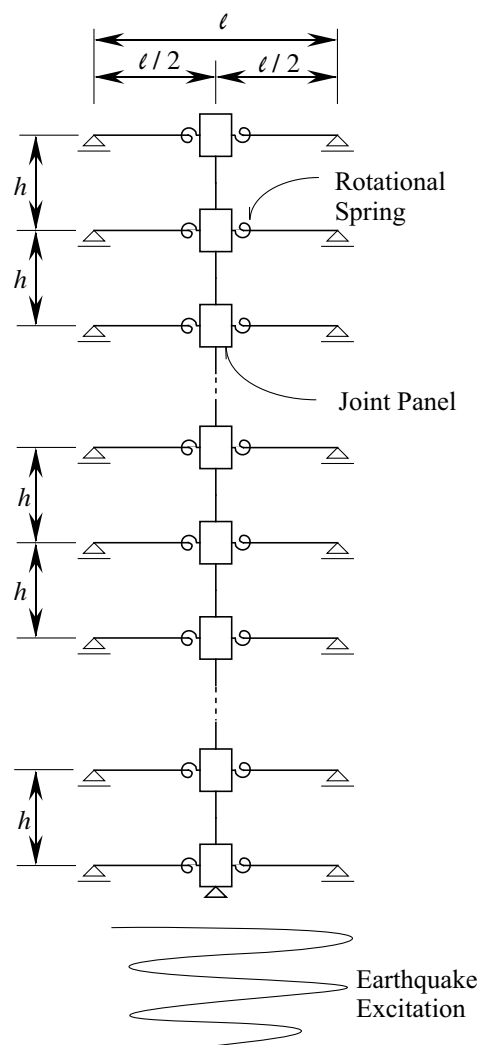 ℓ
ℓ / 2
ℓ / 2
h
Rotational
Spring
h
Joint Panel
h
h
h
Earthquake
Excitation